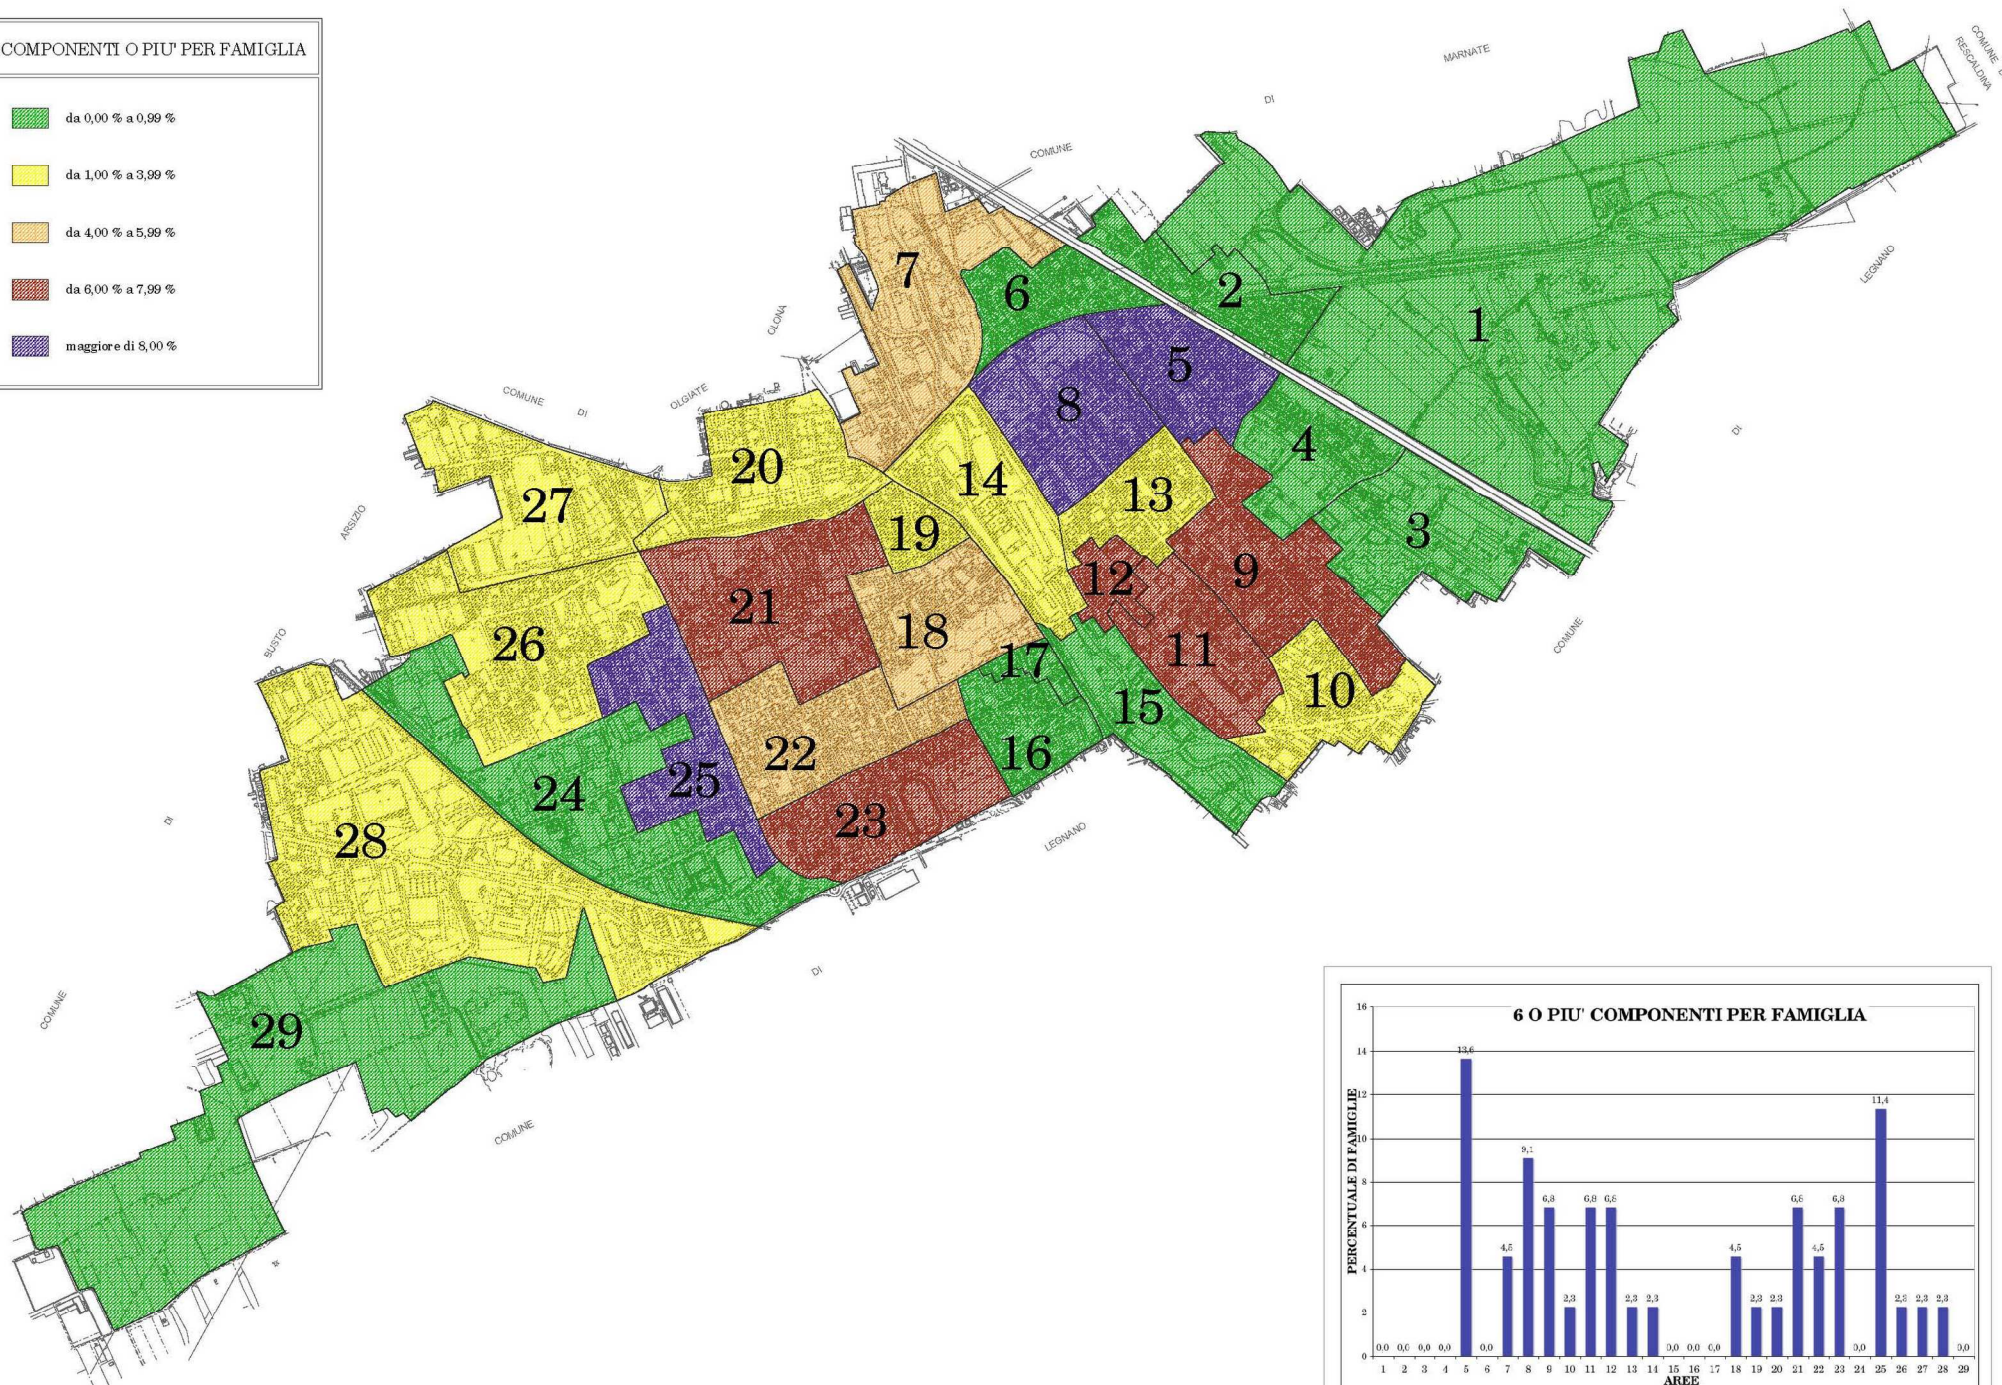 COMPONENTI O PIU' PER FAMIGLIA
da 0,00 % a 0,99 %
da 1,00 % a 3,99 %
da 4,00 % a 5,99 %
da 6,00 % a 7,99 %
maggiore di 8,00 %
MARNATE
DI
COMUNE
COMUNE
RESCALDINA
LEGNANO
DI
COMUNE
OLONA
OLGIATE
DI
COMUNE
ARSIZIO
BUSTO
DI
COMUNE
LEGNANO
DI
COMUNE
7
6
2
1
5
8
4
3
20
27
14
13
19
9
12
21
18
26
17
11
10
15
16
22
25
24
23
28
29
6 O PIU' COMPONENTI PER FAMIGLIA
PERCENTUALE DI FAMIGLIE
16
14
12
10
8
6
4
2
0
0,0 0,0 0,0 0,0 13,6 0,0 4,5 9,1 6,8 2,3 6,8 6,8 2,3 2,3 0,0 0,0 0,0 4,5 2,3 2,3 6,8 4,5 6,8 0,0 11,4 2,3 2,3 2,3 0,0
1 2 3 4 5 6 7 8 9 10 11 12 13 14 15 16 17 18 19 20 21 22 23 24 25 26 27 28 29
AREE